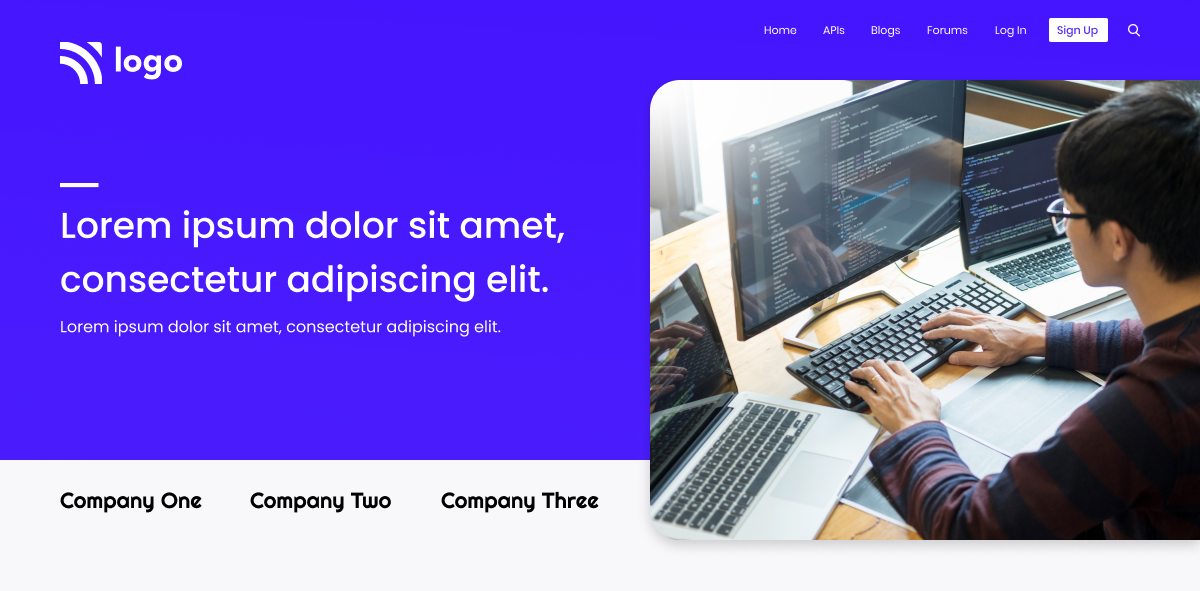 Home APIs Blogs Forums Log In Sign Up
logo
Lorem ipsum dolor sit amet,
consectetur adipiscing elit.
Lorem ipsum dolor sit amet, consectetur adipiscing elit.
Company One Company Two Company Three